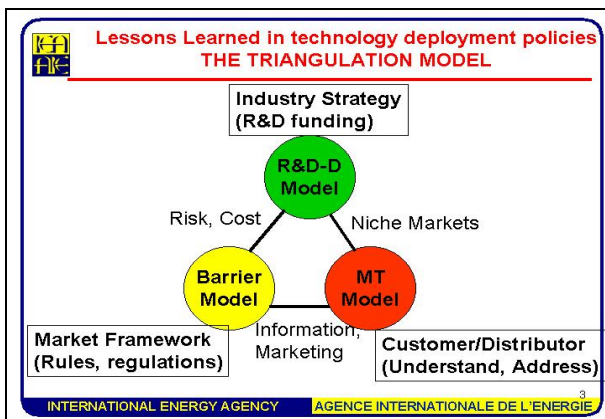 Lessons Learned in technology deployment policies
THE TRIANGULATION MODEL
Industry Strategy
(R&D funding)
R&D-D
Model
Risk, Cost
Niche Markets
Barrier
Model
MT
Model
Information,
Marketing
Market Framework
(Rules, regulations)
Customer/Distributor
(Understand, Address)
3
INTERNATIONAL ENERGY AGENCY
AGENCE INTERNATIONALE DE L'ENERGIE